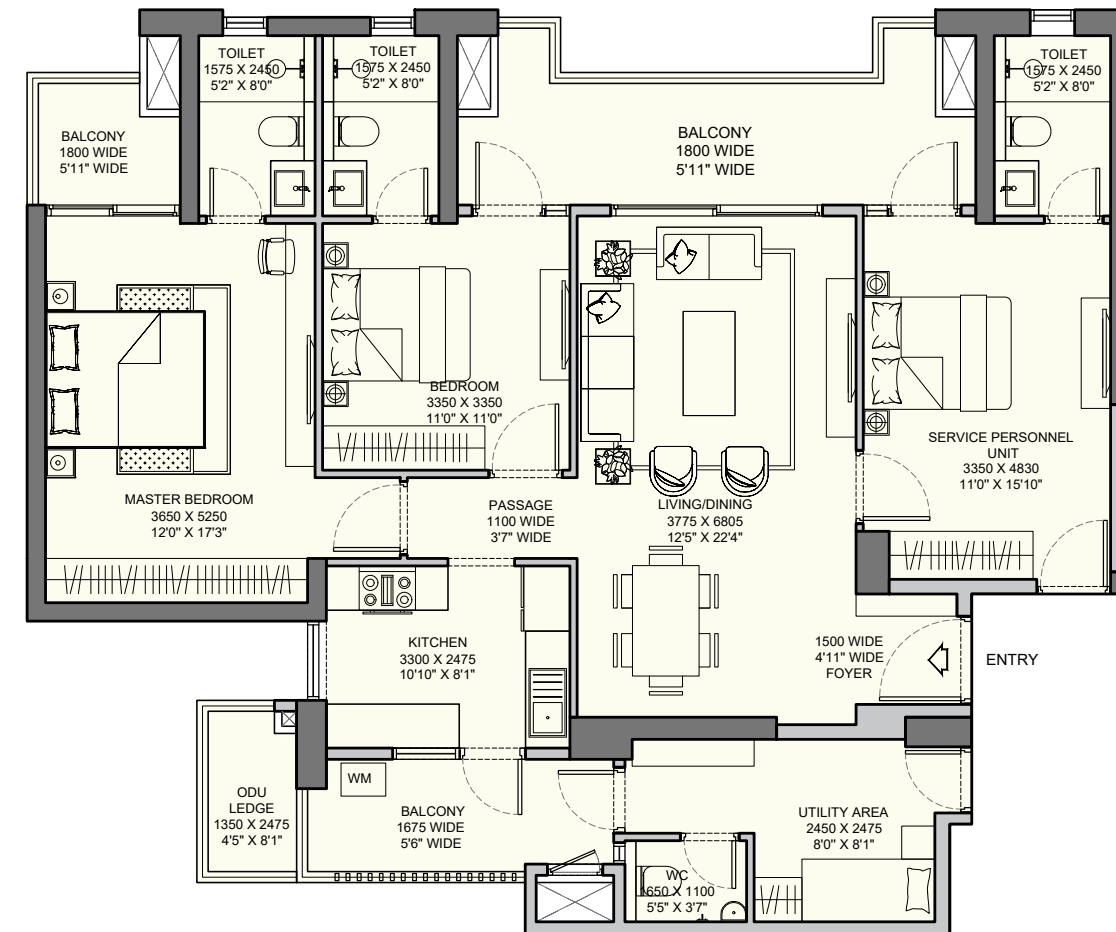 TOILET
1575 X 2450
5'2" X 8'0"
TOILET
1575 X 2450
5'2" X 8'0"
TOILET
1575 X 2450
5'2" X 8'0"
BALCONY
1800 WIDE
5'11" WIDE
BALCONY
1800 WIDE
5'11" WIDE
BEDROOM
3350 X 3350
11'0" X 11'0"
SERVICE PERSONNEL
UNIT
3350 X 4830
11'0" X 15'10"
MASTER BEDROOM
3650 X 5250
12'0" X 17'3"
PASSAGE
1100 WIDE
3'7" WIDE
LIVING/DINING
3775 X 6805
12'5" X 22'4"
KITCHEN
3300 X 2475
10'10" X 8'1"
1500 WIDE
4'11" WIDE
FOYER
ENTRY
WM
ODU
LEDGE
1350 X 2475
4'5" X 8'1"
BALCONY
1675 WIDE
5'6" WIDE
UTILITY AREA
2450 X 2475
8'0" X 8'1"
WC
1650 X 1100
5'5" X 3'7"